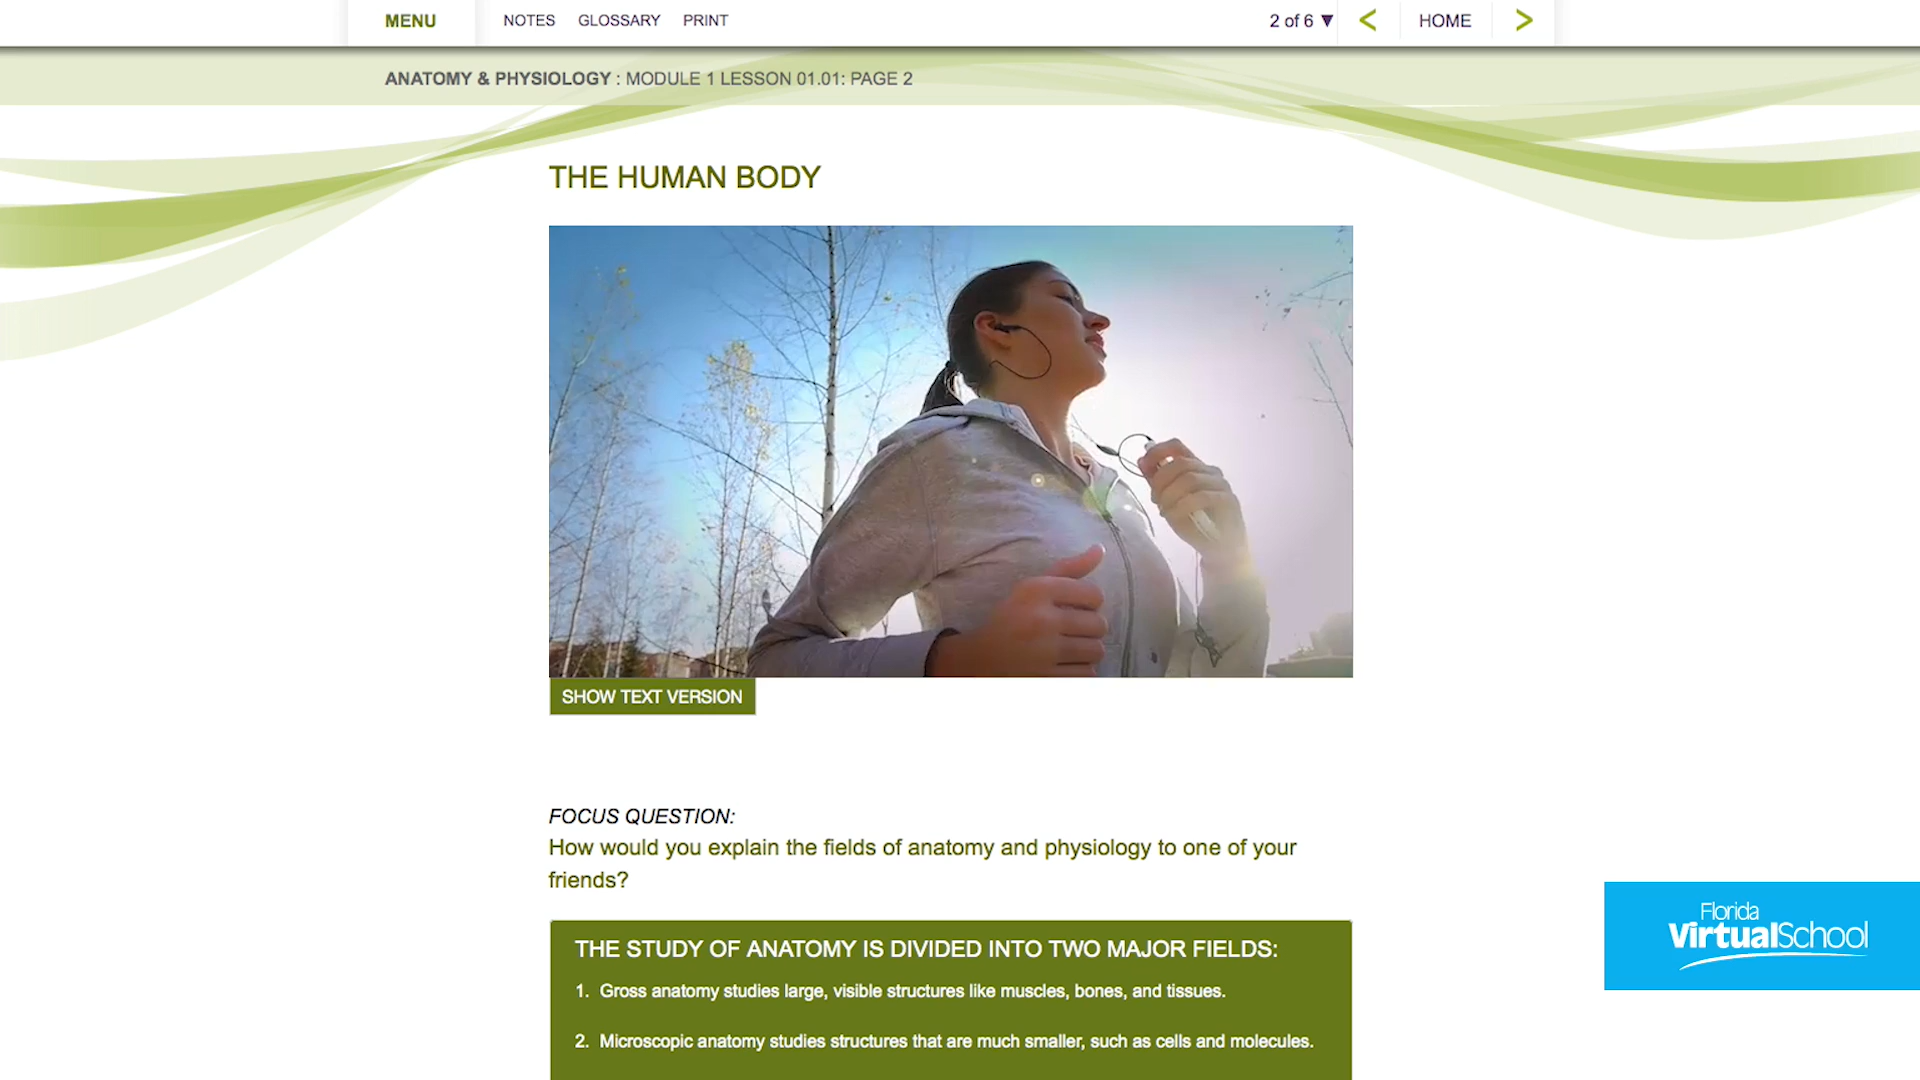 MENU
NOTES GLOSSARY PRINT
2 of 6 ▼ < HOME >
ANATOMY & PHYSIOLOGY : MODULE 1 LESSON 01.01: PAGE 2
THE HUMAN BODY
SHOW TEXT VERSION
FOCUS QUESTION:
How would you explain the fields of anatomy and physiology to one of your
friends?
THE STUDY OF ANATOMY IS DIVIDED INTO TWO MAJOR FIELDS:
1. Gross anatomy studies large, visible structures like muscles, bones, and tissues.
2. Microscopic anatomy studies structures that are much smaller, such as cells and molecules.
Florida
VirtualSchool